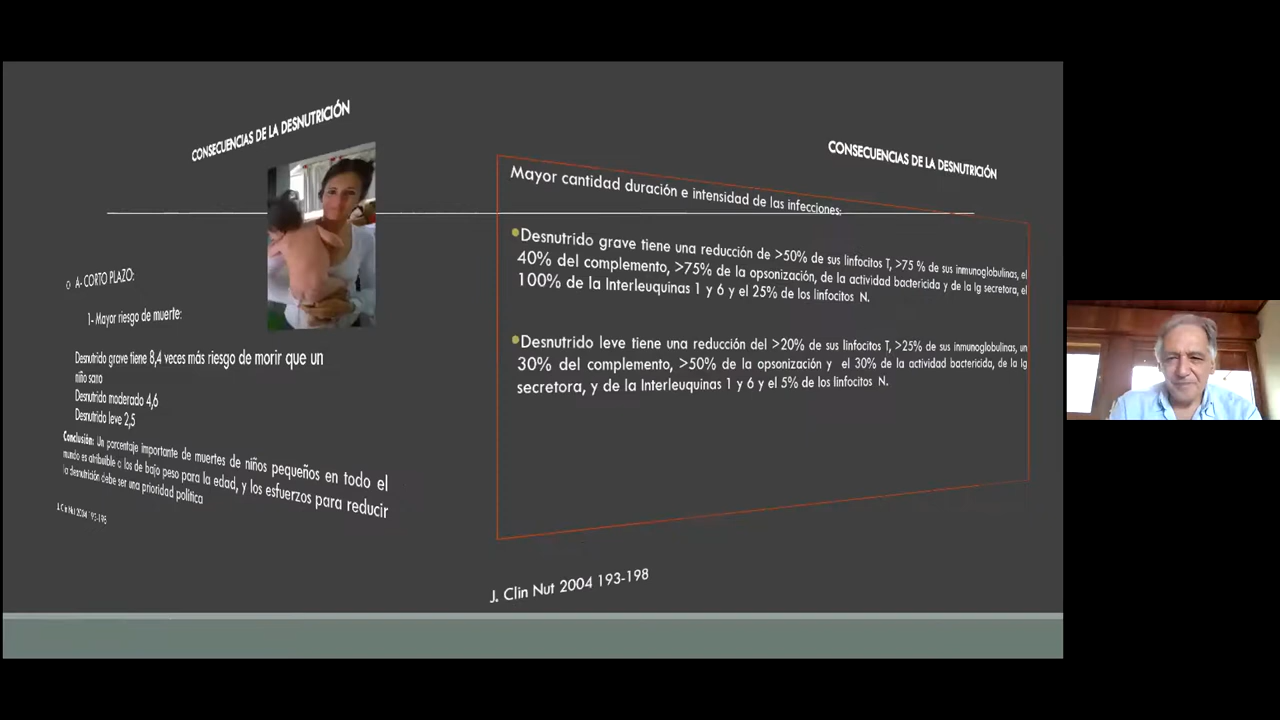 CONSECUENCIAS DE LA DESNUTRICIÓN
A- CORTO PLAZO:
1- Mayor riesgo de muerte:
Desnutrido grave tiene 8,4 veces más riesgo de morir que un
niño sano
Desnutrido moderado 4,6
Desnutrido leve 2,5
Conclusión: Un porcentaje importante de muertes de niños pequeños en todo el
mundo es atribuible a los de bajo peso para la edad, y los esfuerzos para reducir
la desnutrición debe ser una prioridad política
J. Clin Nut 2004 193-198
CONSECUENCIAS DE LA DESNUTRICIÓN
Mayor cantidad duración e intensidad de las infecciones:
Desnutrido grave tiene una reducción de >50% de sus linfocitos T, >75 % de sus inmunoglobulinas, el
40% del complemento, >75% de la opsonización, de la actividad bactericida y de la Ig secretora, el
100% de la Interleuquinas 1 y 6 y el 25% de los linfocitos N.
Desnutrido leve tiene una reducción del >20% de sus linfocitos T, >25% de sus inmunoglobulinas, un
30% del complemento, >50% de la opsonización y el 30% de la actividad bactericida, de la Ig
secretora, y de la Interleuquinas 1 y 6 y el 5% de los linfocitos N.
J. Clin Nut 2004 193-198